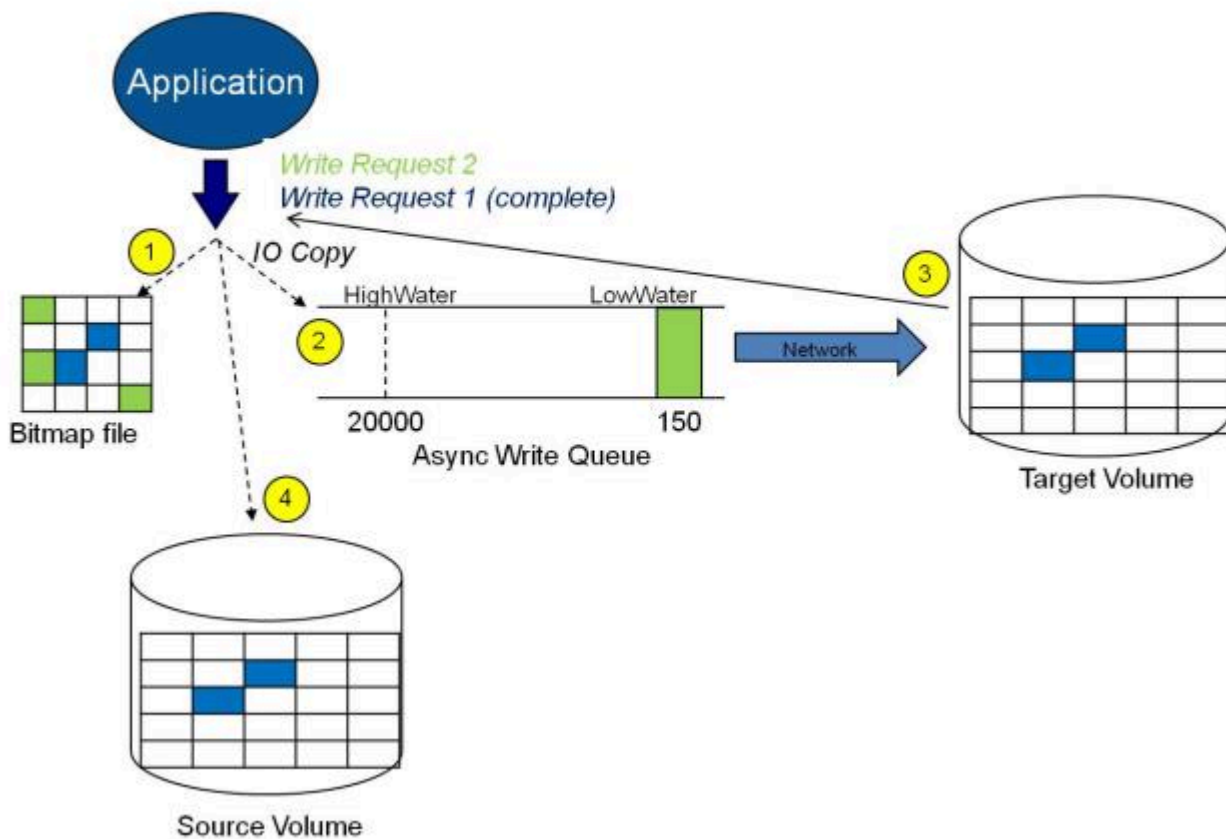 Application
Write Request 2
Write Request 1 (complete)
1
IO Copy
3
HighWater
LowWater
2
Network
Bitmap file
20000
150
Async Write Queue
Target Volume
4
Source Volume